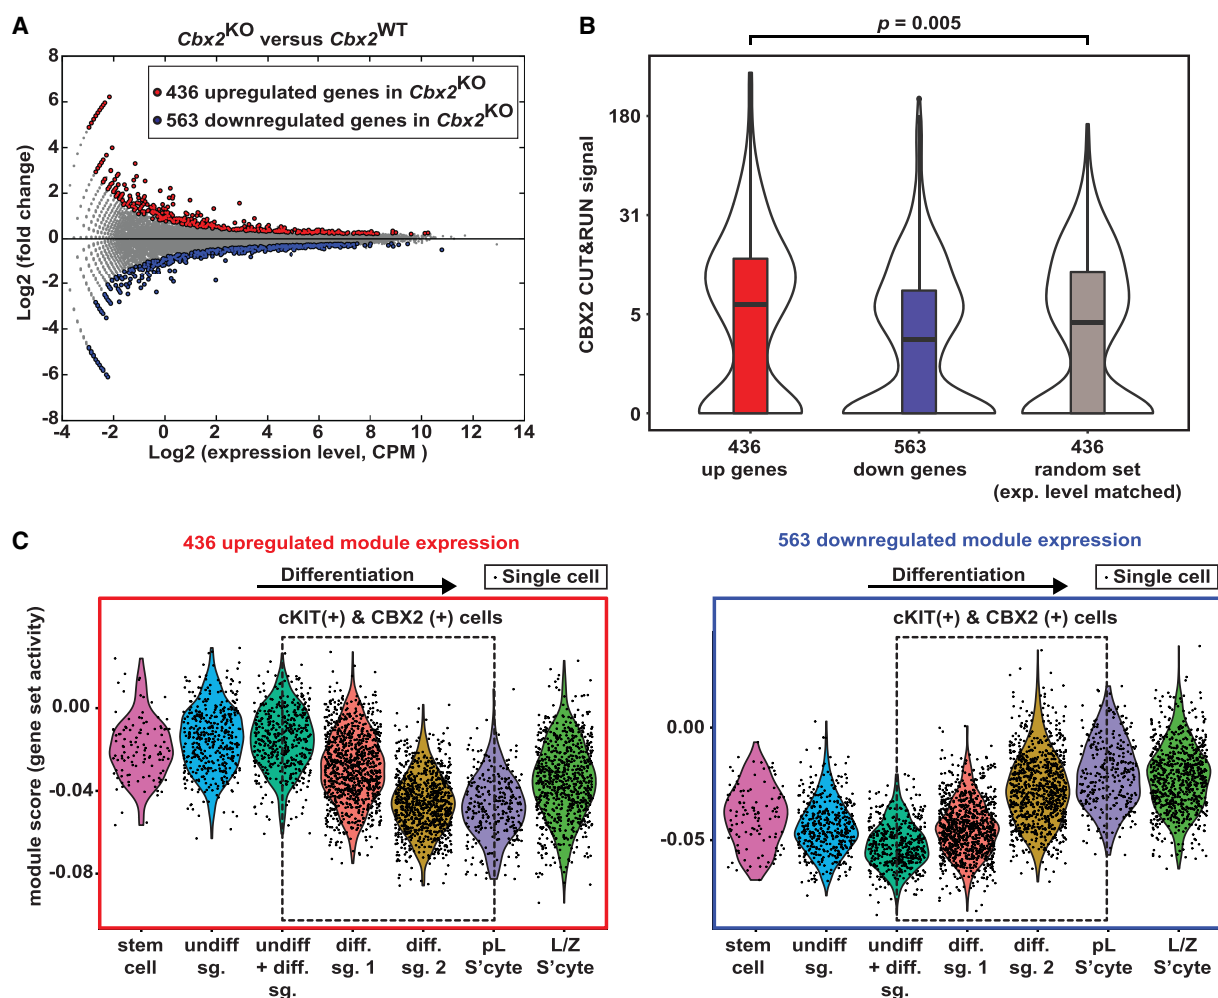 A
Cbx2KO versus Cbx2WT
436 upregulated genes in Cbx2KO
563 downregulated genes in Cbx2KO
Log2 (fold change)
8
6
4
2
0
-2
-4
-6
-8
-4
-2
0
2
4
6
8
10
12
14
Log2 (expression level, CPM )
B
p = 0.005
CBX2 CUT&RUN signal
180
31
5
0
436
up genes
563
down genes
436
random set
(exp. level matched)
C
436 upregulated module expression
Differentiation
· Single cell
cKIT(+) & CBX2 (+) cells
module score (gene set activity)
0.00
-0.04
-0.08
stem
cell
undiff
sg.
undiff
+ diff.
sg.
diff.
sg. 1
diff.
sg. 2
pL
S'cyte
L/Z
S'cyte
563 downregulated module expression
Differentiation
· Single cell
cKIT(+) & CBX2 (+) cells
0.00
-0.05
stem
cell
undiff
sg.
undiff
+ diff.
sg.
diff.
sg. 1
diff.
sg. 2
pL
S'cyte
L/Z
S'cyte